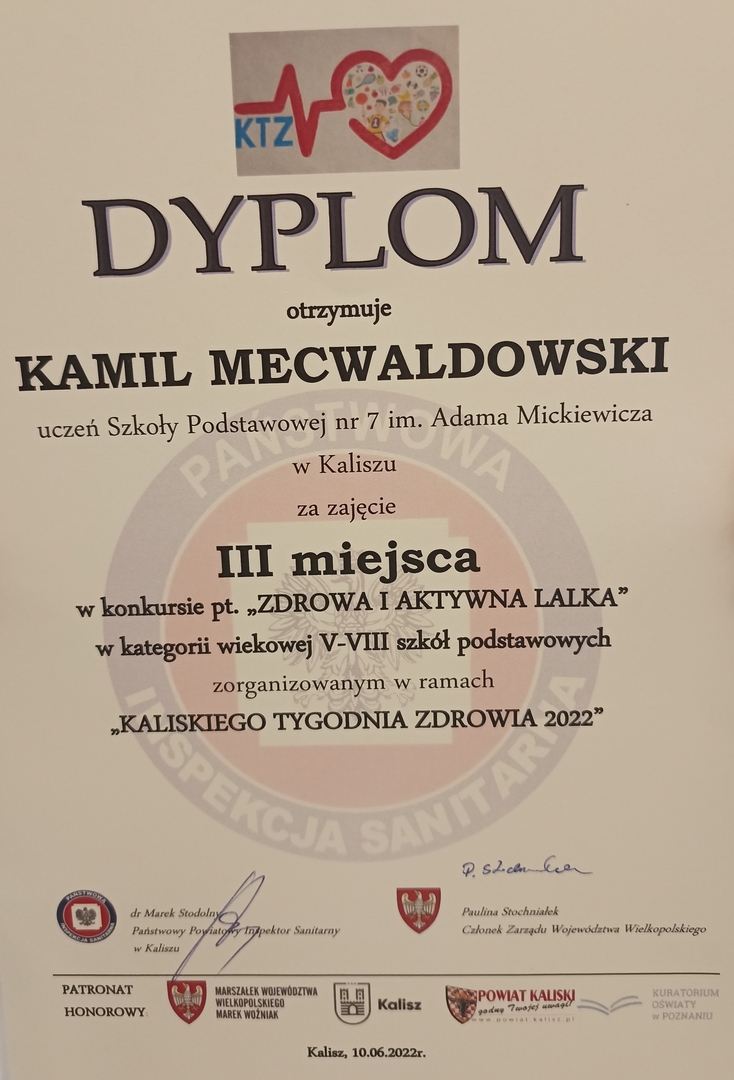 KTZ
DYPLOM
otrzymuje
KAMIL MECWALDOWSKI
uczeń Szkoły Podstawowej nr 7 im. Adama Mickiewicza
w Kaliszu
za zajęcie
III miejsca
w konkursie pt. „ZDROWA I AKTYWNA LALKA”
w kategorii wiekowej V-VIII szkół podstawowych
zorganizowanym w ramach
„KALISKIEGO TYGODNIA ZDROWIA 2022”
PAŃSTWOWA
INSPEKCJA SANITARNA
PAŃSTWOWA
INSPEKCJA SANITARNA
dr Marek Stodolny
Państwowy Powiatowy Inspektor Sanitarny
w Kaliszu
Paulina Stochniałek
Członek Zarządu Województwa Wielkopolskiego
PATRONAT
HONOROWY:
MARSZAŁEK WOJEWÓDZTWA
WIELKOPOLSKIEGO
MAREK WOŹNIAK
Kalisz
POWIAT KALISKI
godny Twojej uwagi!
www.powiat.kalisz.pl
KURATORIUM
OŚWIATY
w POZNANIU
Kalisz, 10.06.2022r.